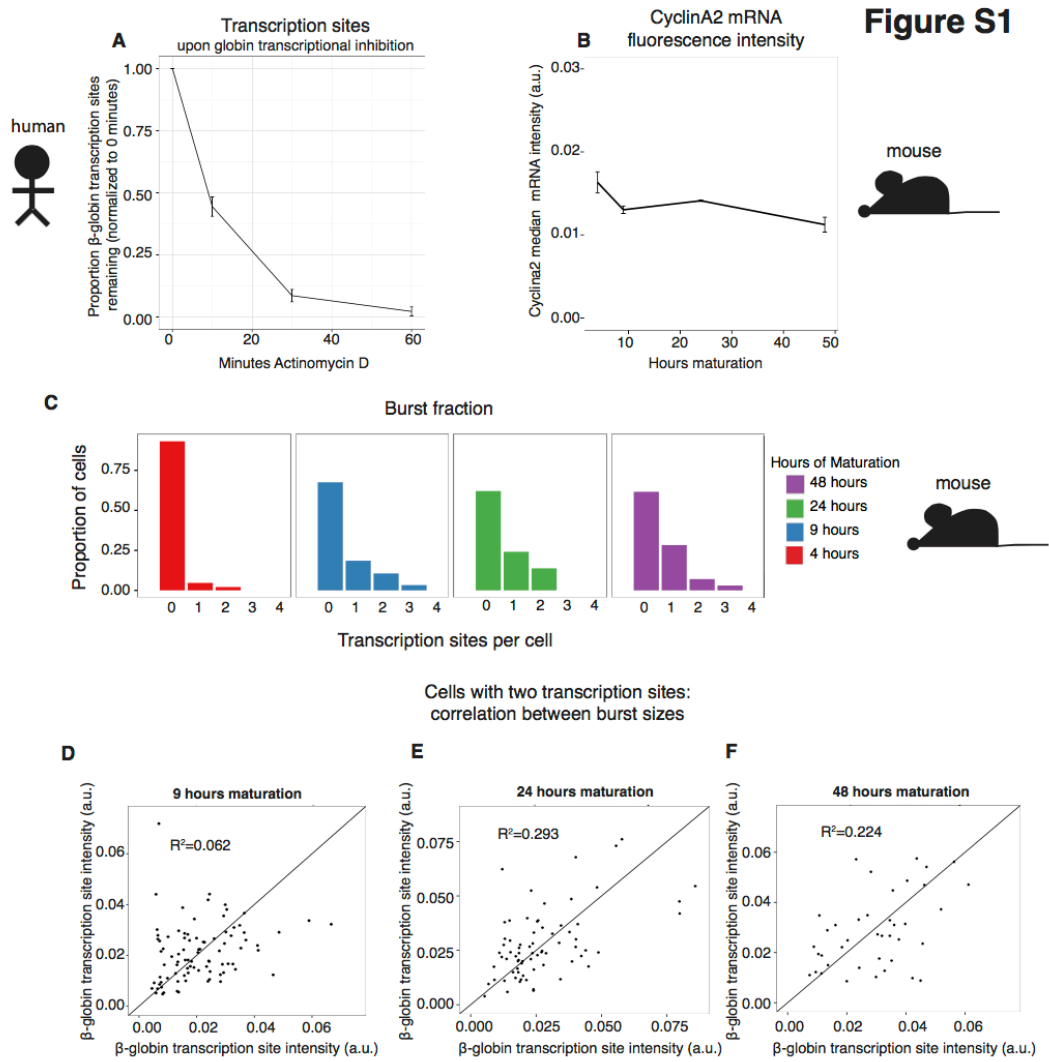 Figure S1
A
Transcription sites
upon globin transcriptional inhibition
human
Proportion β-globin transcription sites
remaining (normalized to 0 minutes)
1.00
0.75
0.50
0.25
0.00
0
20
40
60
Minutes Actinomycin D
B
CyclinA2 mRNA
fluorescence intensity
Cyclina2 median mRNA intensity (a.u.)
0.03
0.02
0.01
0.00
10
20
30
40
50
Hours maturation
mouse
C
Burst fraction
Proportion of cells
0.75
0.50
0.25
0.00
0 1 2 3 4
0 1 2 3 4
0 1 2 3 4
0 1 2 3 4
Transcription sites per cell
Hours of Maturation
48 hours
24 hours
9 hours
4 hours
mouse
Cells with two transcription sites:
correlation between burst sizes
D
9 hours maturation
R²=0.062
β-globin transcription site intensity (a.u.)
0.06
0.04
0.02
0.00
0.00
0.02
0.04
0.06
β-globin transcription site intensity (a.u.)
E
24 hours maturation
R²=0.293
β-globin transcription site intensity (a.u.)
0.075
0.050
0.025
0.000
0.000
0.025
0.050
0.075
β-globin transcription site intensity (a.u.)
F
48 hours maturation
R²=0.224
β-globin transcription site intensity (a.u.)
0.06
0.04
0.02
0.00
0.00
0.02
0.04
0.06
β-globin transcription site intensity (a.u.)